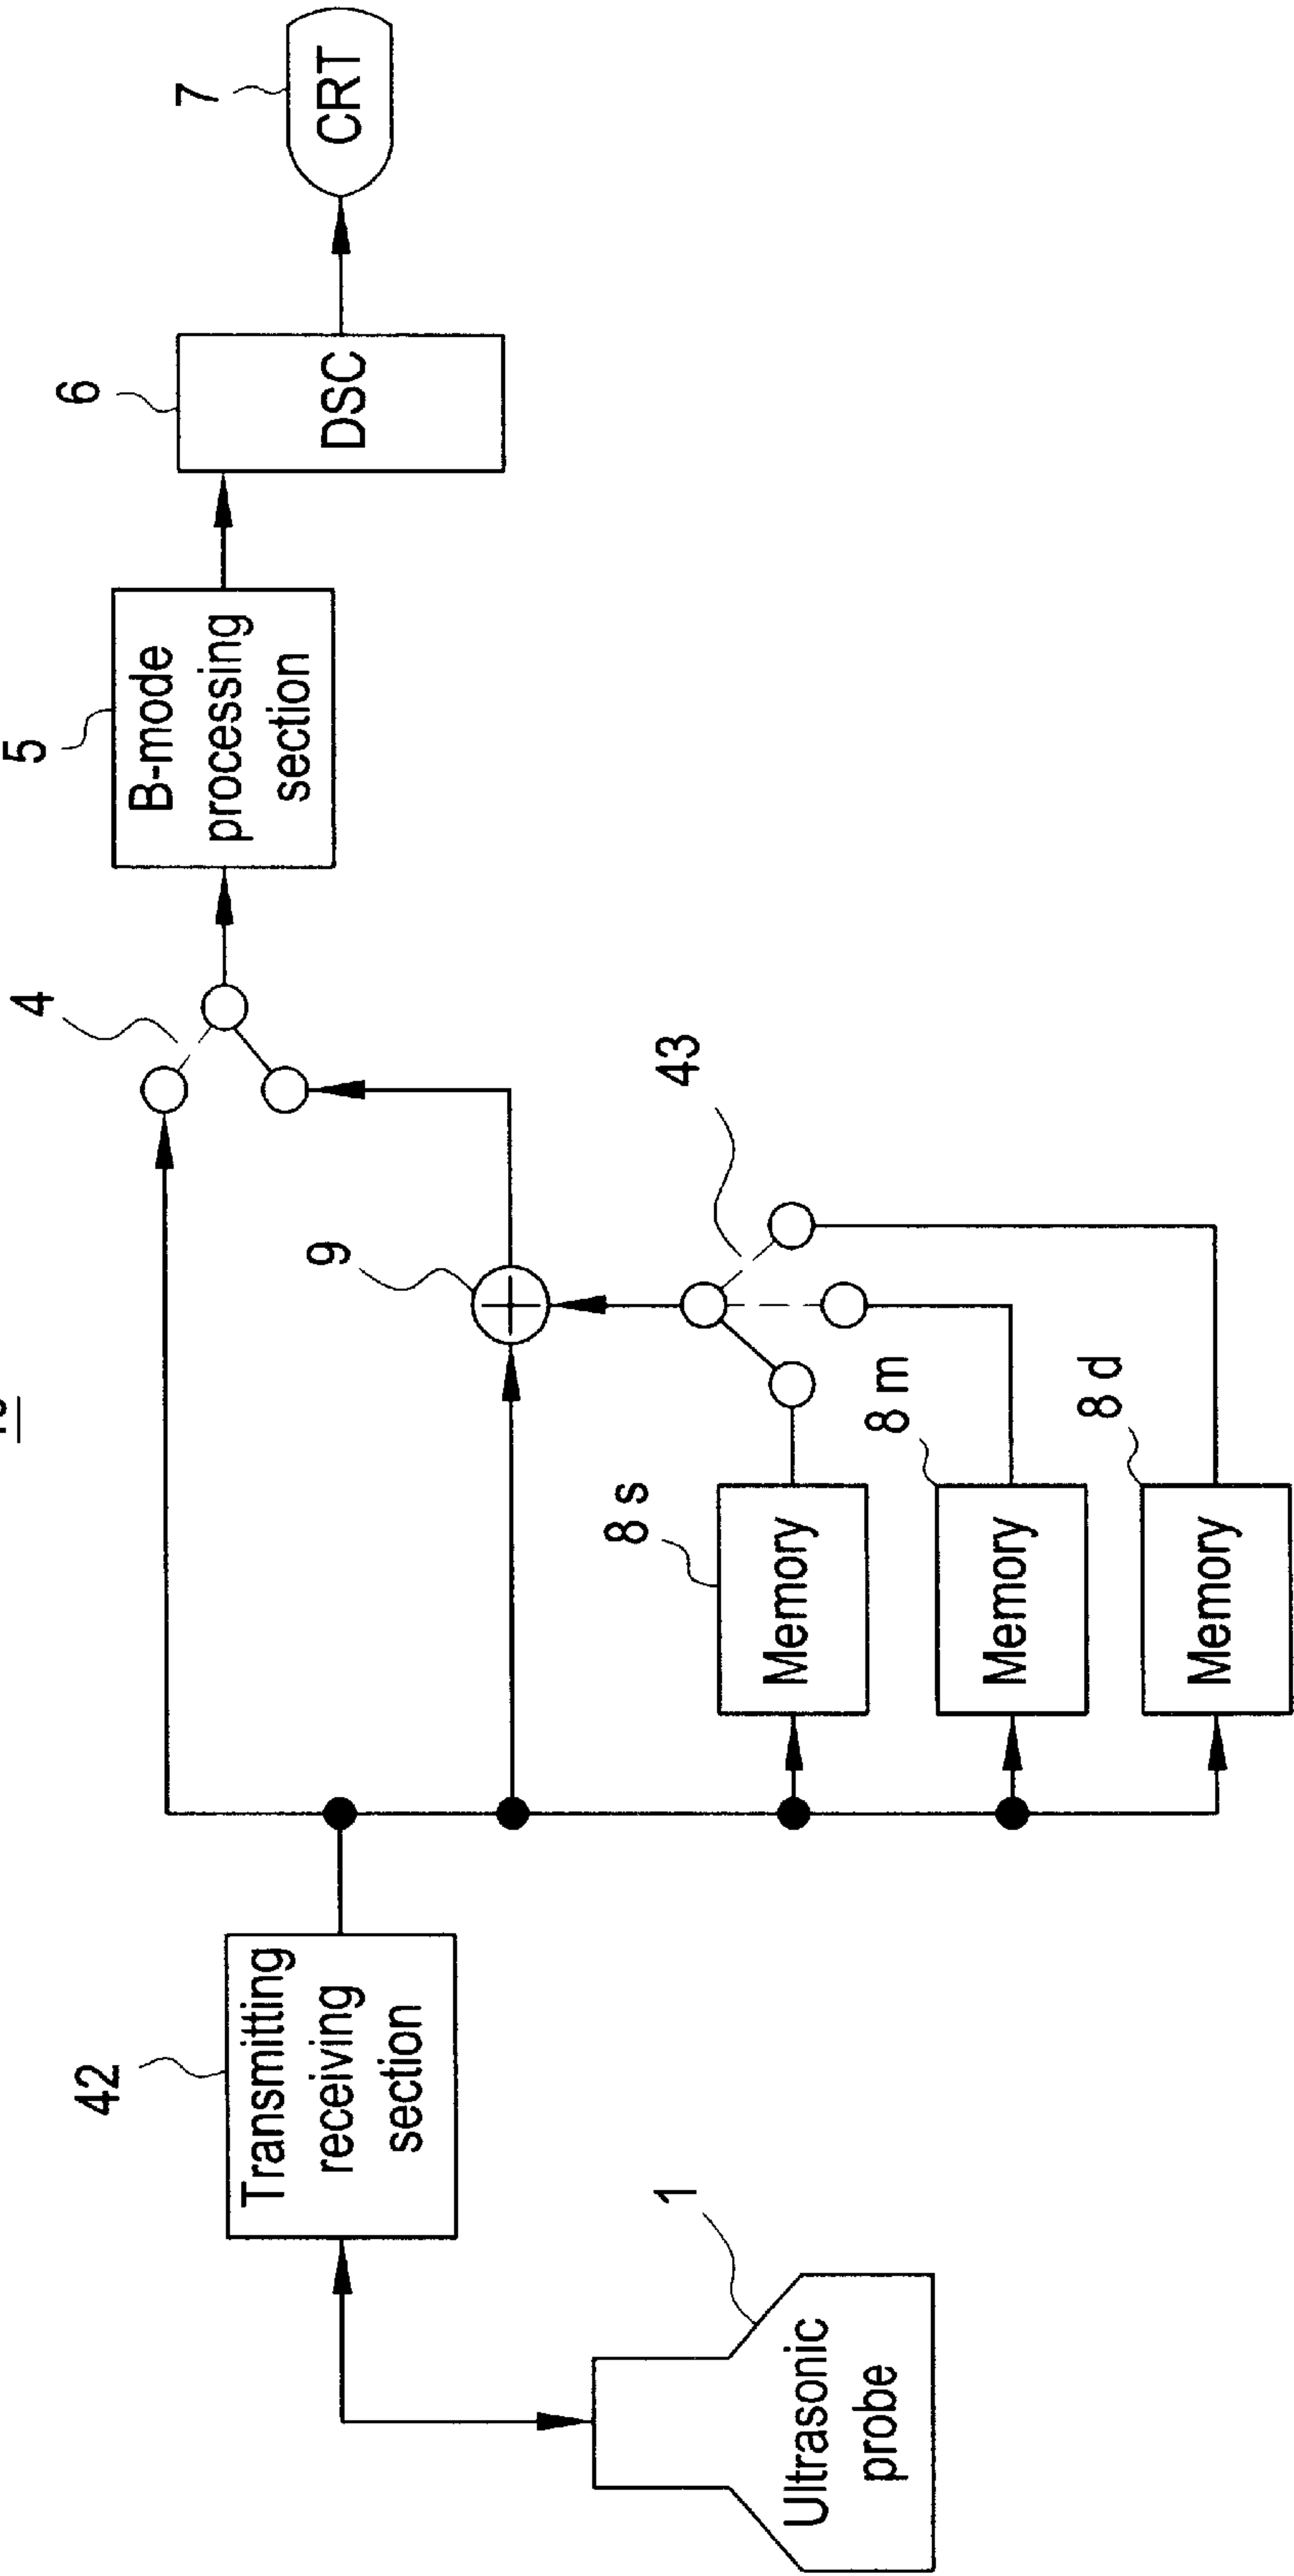 42
Transmitting
receiving
section
1
Ultrasonic
probe
4
5
B-mode
processing
section
6
DSC
7
CRT
9
43
8 s
Memory
8 m
Memory
8 d
Memory